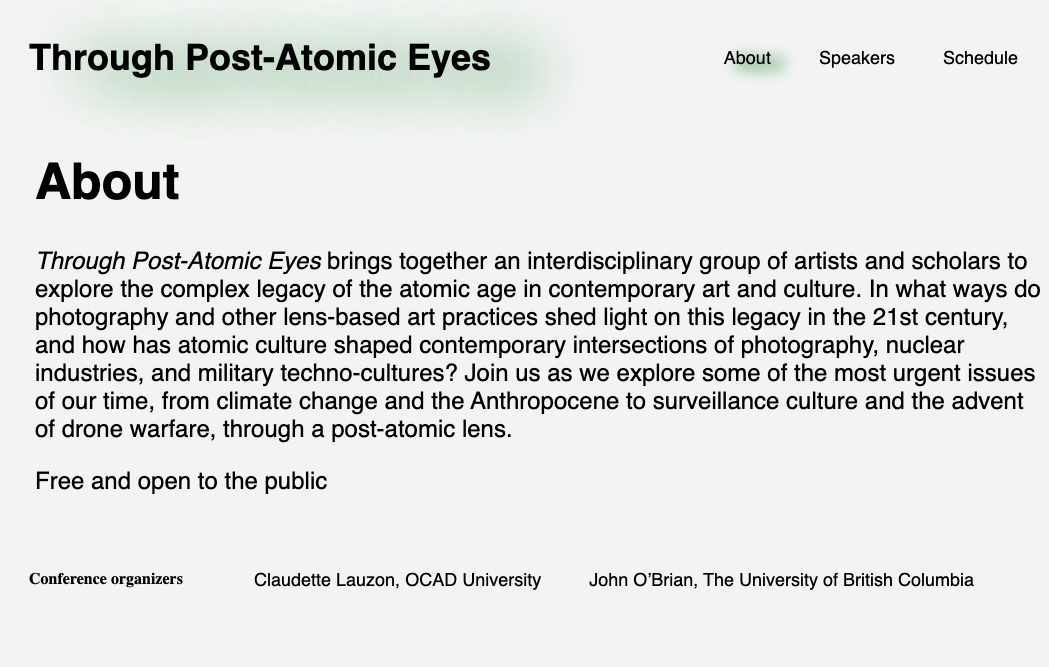 Through Post-Atomic Eyes
About
Speakers
Schedule
About
Through Post-Atomic Eyes brings together an interdisciplinary group of artists and scholars to
explore the complex legacy of the atomic age in contemporary art and culture. In what ways do
photography and other lens-based art practices shed light on this legacy in the 21st century,
and how has atomic culture shaped contemporary intersections of photography, nuclear
industries, and military techno-cultures? Join us as we explore some of the most urgent issues
of our time, from climate change and the Anthropocene to surveillance culture and the advent
of drone warfare, through a post-atomic lens.
Free and open to the public
Conference organizers
Claudette Lauzon, OCAD University
John O’Brian, The University of British Columbia